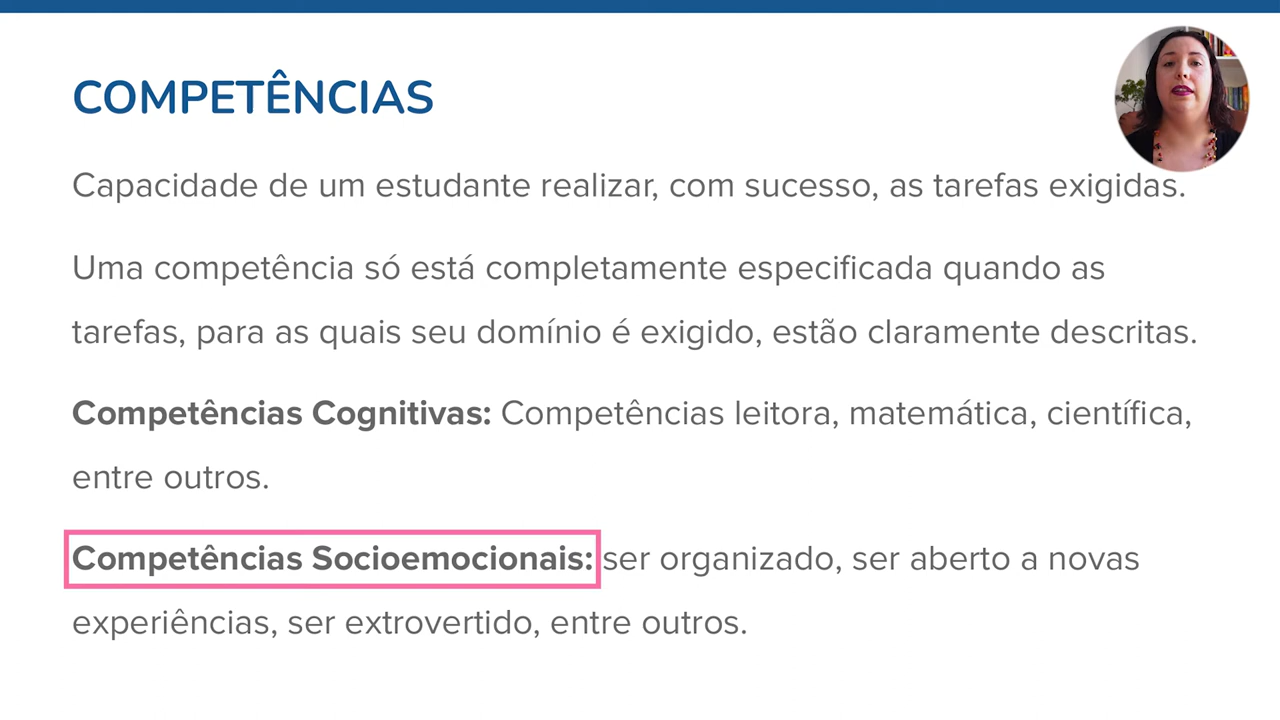 COMPETÊNCIAS
Capacidade de um estudante realizar, com sucesso, as tarefas exigidas.
Uma competência só está completamente especificada quando as
tarefas, para as quais seu domínio é exigido, estão claramente descritas.
Competências Cognitivas: Competências leitora, matemática, científica,
entre outros.
Competências Socioemocionais: ser organizado, ser aberto a novas
experiências, ser extrovertido, entre outros.